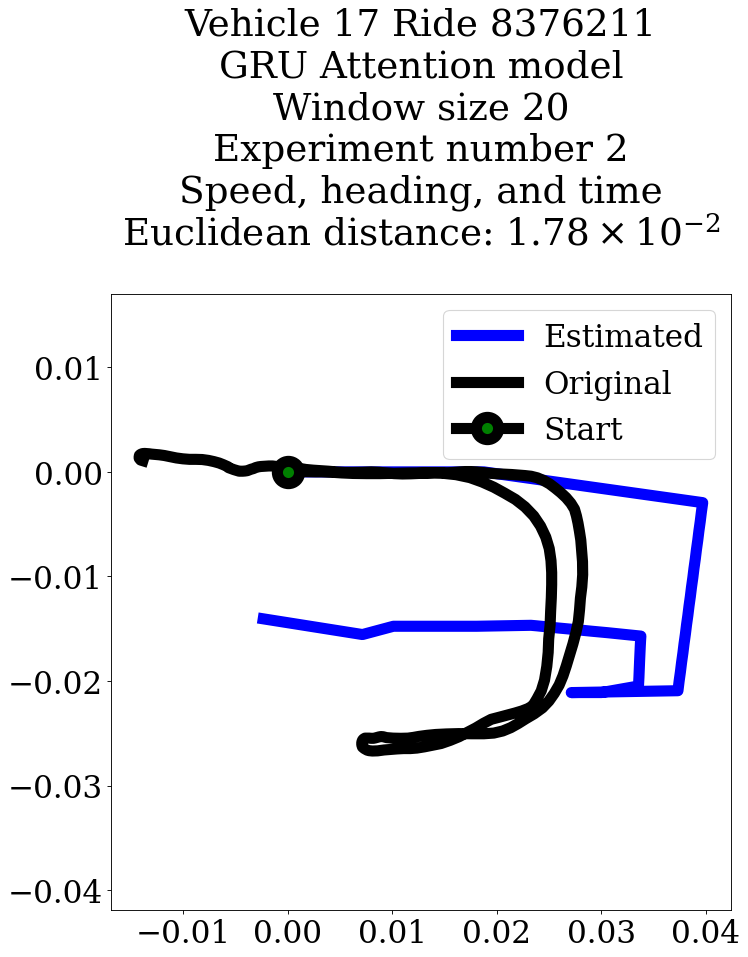 Vehicle 17 Ride 8376211
GRU Attention model
Window size 20
Experiment number 2
Speed, heading, and time
Euclidean distance: 1.78 × 10⁻²
Estimated
Original
Start
0.01
0.00
−0.01
−0.02
−0.03
−0.04
−0.01 0.00 0.01 0.02 0.03 0.04